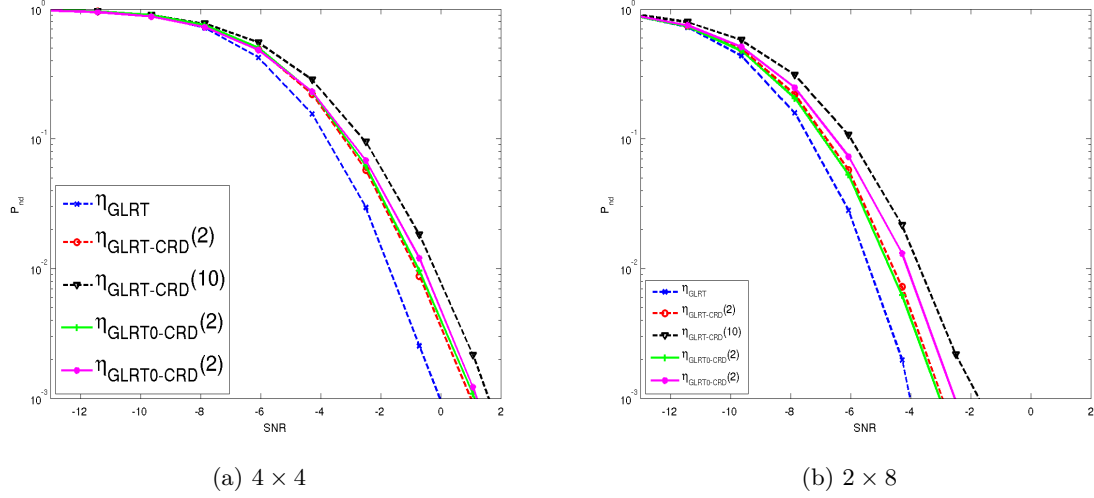 10⁰
10⁻¹
10⁻²
10⁻³
P_nd
η_GLRT
η_GLRT-CRD(2)
η_GLRT-CRD(10)
η_GLRT0-CRD(2)
η_GLRT0-CRD(2)
-12 -10 -8 -6 -4 -2 0 2
SNR
(a) 4 × 4
10⁰
10⁻¹
10⁻²
10⁻³
P_nd
η_GLRT
η_GLRT-CRD(2)
η_GLRT-CRD(10)
η_GLRT0-CRD(2)
η_GLRT0-CRD(2)
-12 -10 -8 -6 -4 -2 0 2
SNR
(b) 2 × 8